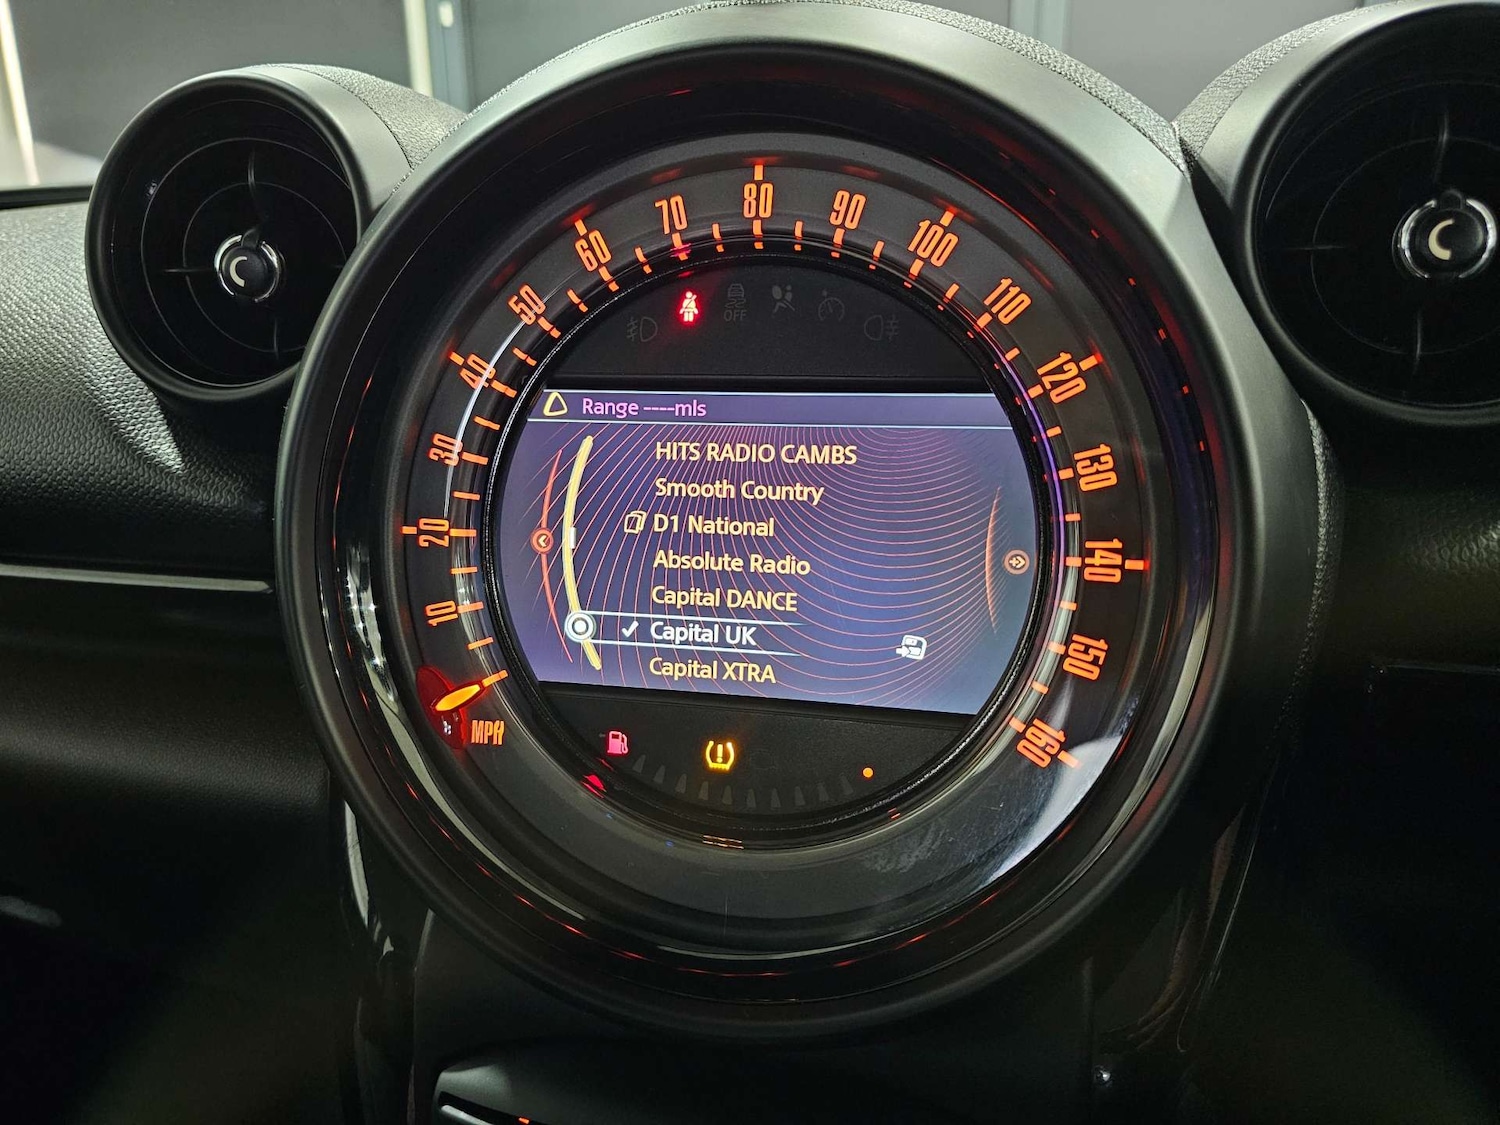 80
70
90
60
100
50
110
40
120
30
130
20
140
10
150
MPH
160
OFF
Range ----mls
HITS RADIO CAMBS
Smooth Country
D1 National
Absolute Radio
Capital DANCE
Capital UK
Capital XTRA